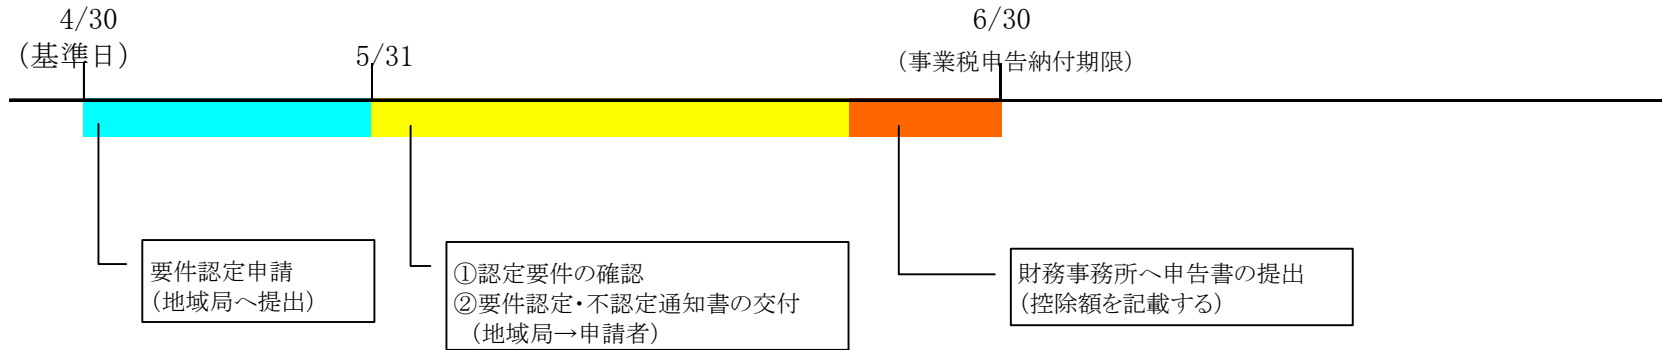 4/30
(基準日)
5/31
6/30
(事業税申告納付期限)
要件認定申請
(地域局へ提出)
①認定要件の確認
②要件認定・不認定通知書の交付
(地域局→申請者)
財務事務所へ申告書の提出
(控除額を記載する)